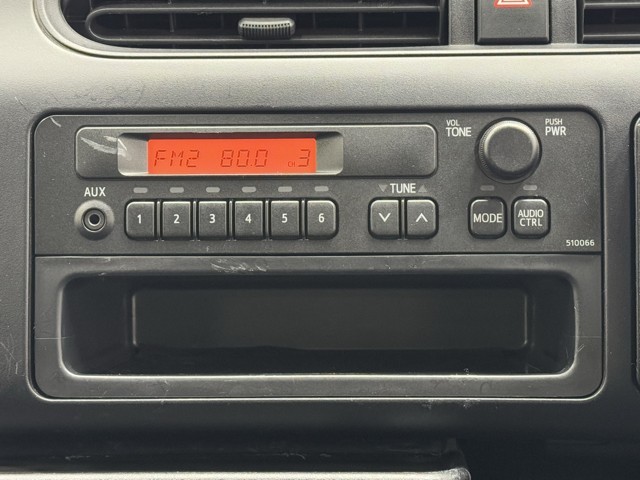 VOL
TONE
PUSH
PWR
FM2 80.0 CH 3
AUX
1 2 3 4 5 6
TUNE
MODE
AUDIO
CTRL
510066